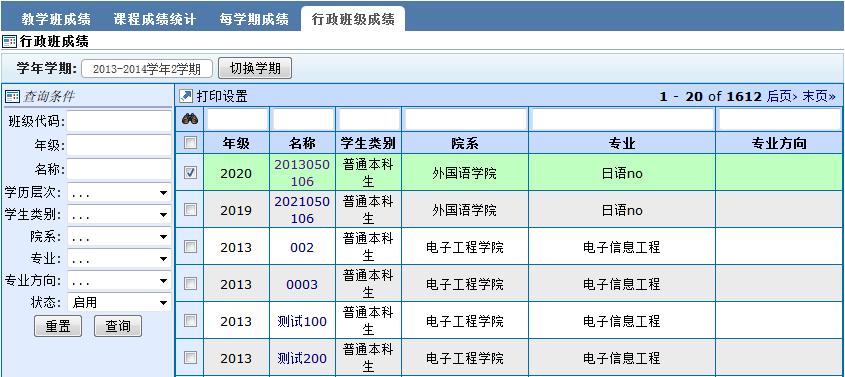 教学班成绩 课程成绩统计 每学期成绩 行政班级成绩
行政班成绩
学年学期: 2013-2014学年2学期 切换学期
查询条件
班级代码:
年级:
名称:
学历层次: ...
学生类别: ...
院系: ...
专业: ...
专业方向: ...
状态: 启用
重置 查询
打印设置 1 - 20 of 1612 后页› 末页»
年级 名称 学生类别 院系 专业 专业方向
2020 2013050106 普通本科生 外国语学院 日语no
2019 2021050106 普通本科生 外国语学院 日语no
2013 002 普通本科生 电子工程学院 电子信息工程
2013 0003 普通本科生 电子工程学院 电子信息工程
2013 测试100 普通本科生 电子工程学院 电子信息工程
2013 测试200 普通本科生 电子工程学院 电子信息工程